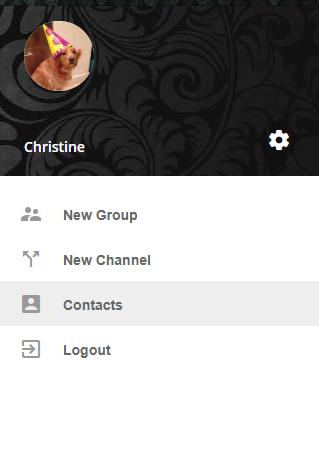 Christine
New Group
New Channel
Contacts
Logout